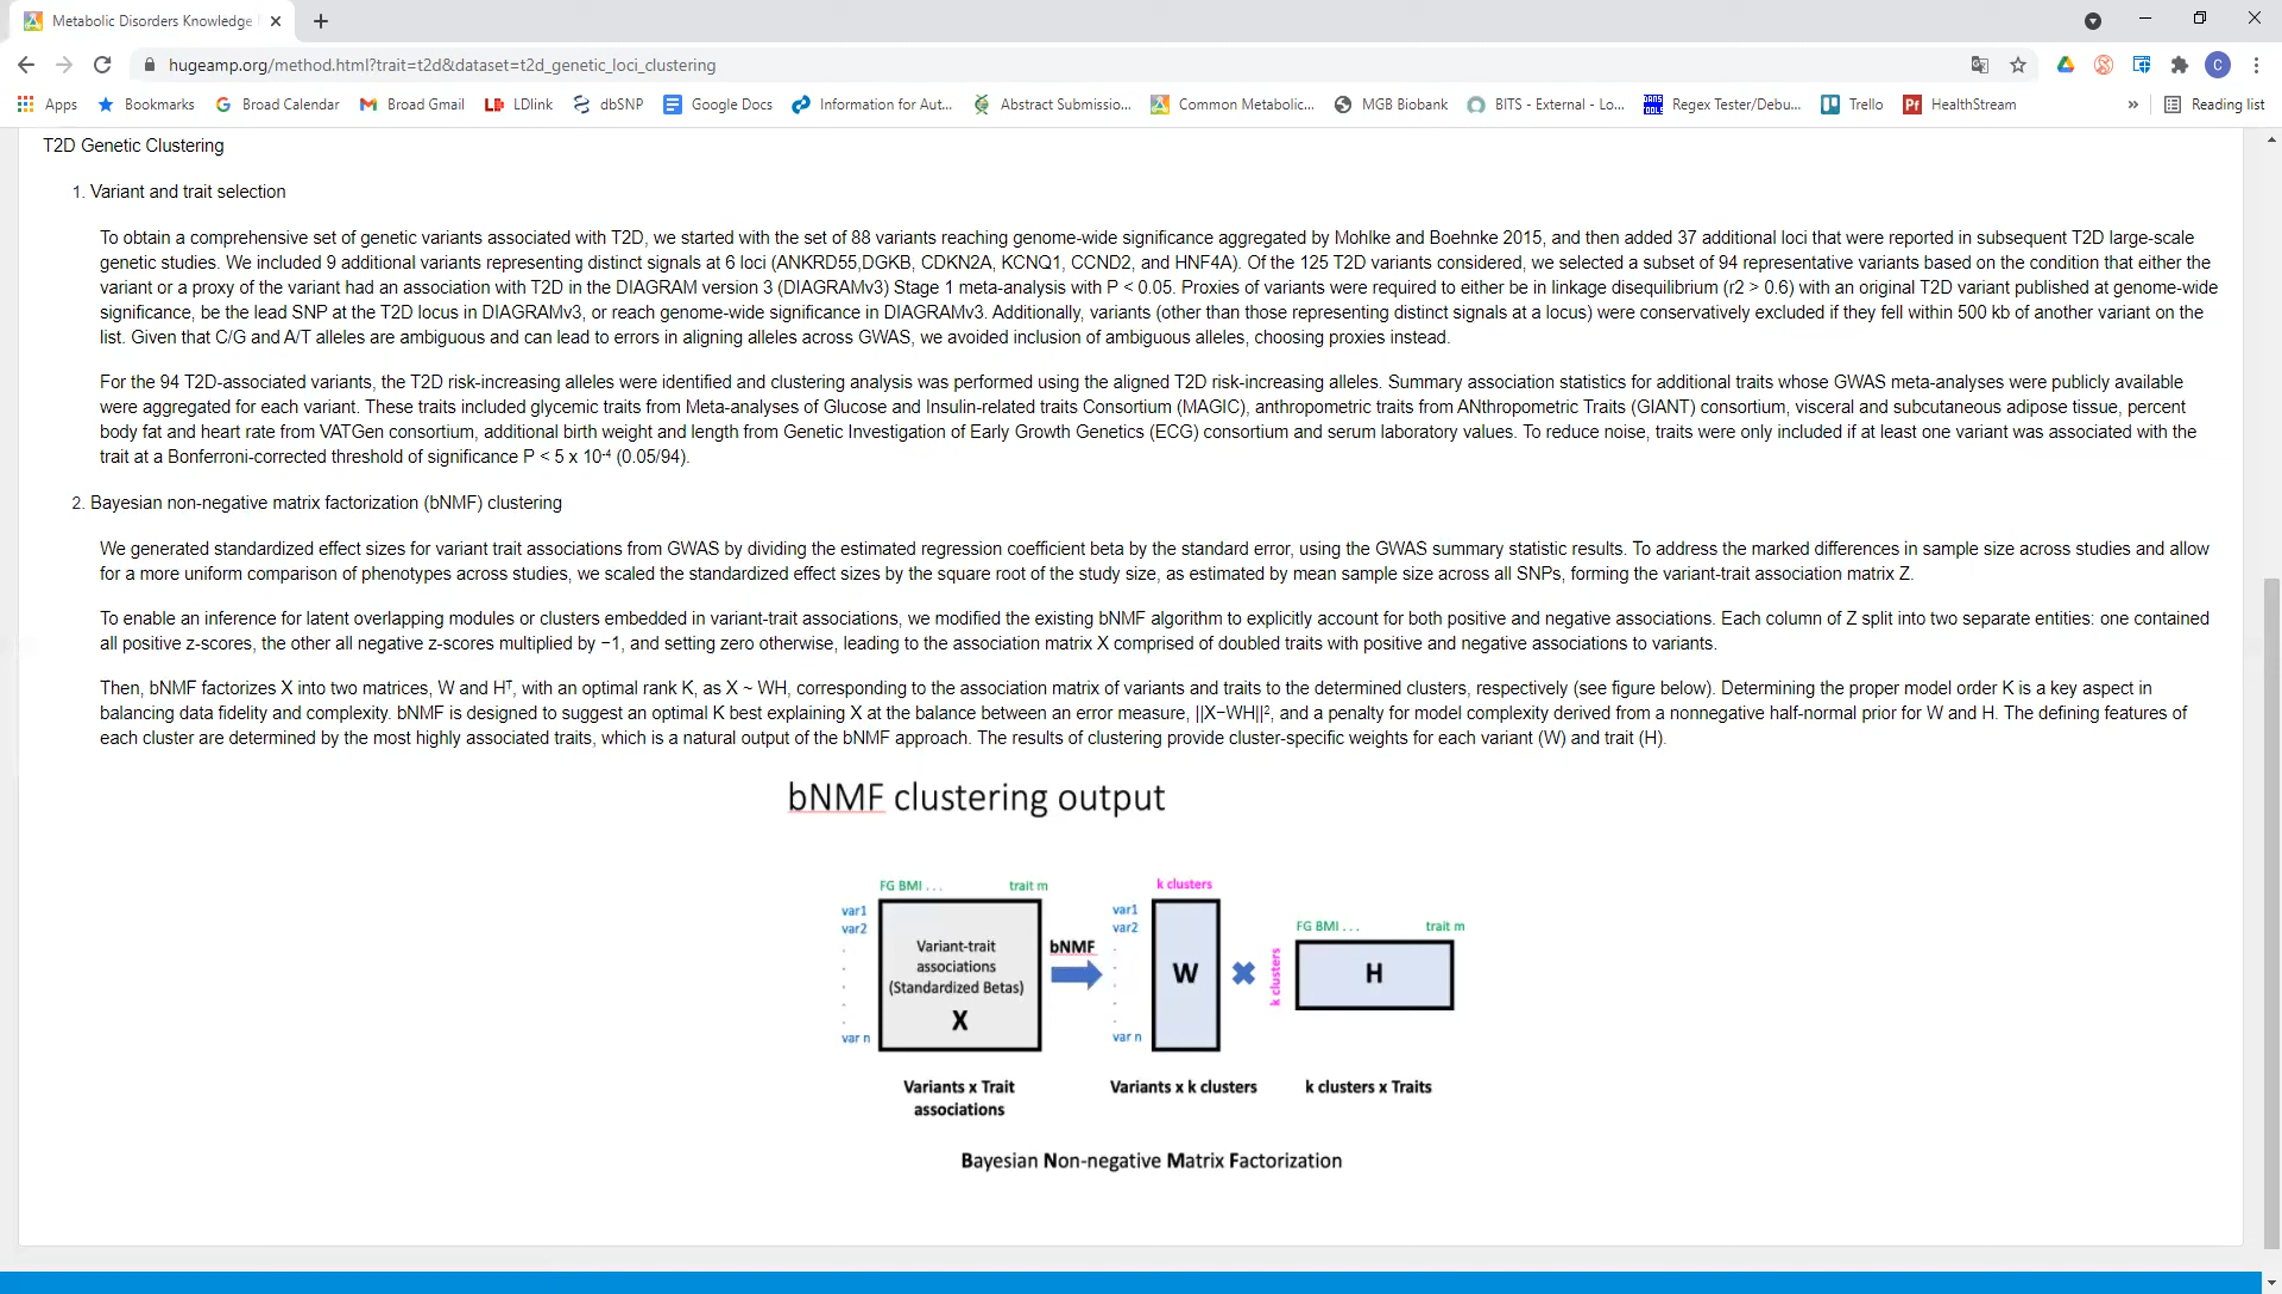 Metabolic Disorders Knowledge
hugeamp.org/method.html?trait=t2d&dataset=t2d_genetic_loci_clustering
C
Apps Bookmarks Broad Calendar Broad Gmail LDlink dbSNP Google Docs Information for Aut... Abstract Submissio... Common Metabolic... MGB Biobank BITS - External - Lo... Regex Tester/Debu... Trello HealthStream » Reading list
T2D Genetic Clustering
1. Variant and trait selection
To obtain a comprehensive set of genetic variants associated with T2D, we started with the set of 88 variants reaching genome-wide significance aggregated by Mohlke and Boehnke 2015, and then added 37 additional loci that were reported in subsequent T2D large-scale
genetic studies. We included 9 additional variants representing distinct signals at 6 loci (ANKRD55,DGKB, CDKN2A, KCNQ1, CCND2, and HNF4A). Of the 125 T2D variants considered, we selected a subset of 94 representative variants based on the condition that either the
variant or a proxy of the variant had an association with T2D in the DIAGRAM version 3 (DIAGRAMv3) Stage 1 meta-analysis with P < 0.05. Proxies of variants were required to either be in linkage disequilibrium (r2 > 0.6) with an original T2D variant published at genome-wide
significance, be the lead SNP at the T2D locus in DIAGRAMv3, or reach genome-wide significance in DIAGRAMv3. Additionally, variants (other than those representing distinct signals at a locus) were conservatively excluded if they fell within 500 kb of another variant on the
list. Given that C/G and A/T alleles are ambiguous and can lead to errors in aligning alleles across GWAS, we avoided inclusion of ambiguous alleles, choosing proxies instead.
For the 94 T2D-associated variants, the T2D risk-increasing alleles were identified and clustering analysis was performed using the aligned T2D risk-increasing alleles. Summary association statistics for additional traits whose GWAS meta-analyses were publicly available
were aggregated for each variant. These traits included glycemic traits from Meta-analyses of Glucose and Insulin-related traits Consortium (MAGIC), anthropometric traits from ANthropometric Traits (GIANT) consortium, visceral and subcutaneous adipose tissue, percent
body fat and heart rate from VATGen consortium, additional birth weight and length from Genetic Investigation of Early Growth Genetics (ECG) consortium and serum laboratory values. To reduce noise, traits were only included if at least one variant was associated with the
trait at a Bonferroni-corrected threshold of significance P < 5 x 10⁻⁴ (0.05/94).
2. Bayesian non-negative matrix factorization (bNMF) clustering
We generated standardized effect sizes for variant trait associations from GWAS by dividing the estimated regression coefficient beta by the standard error, using the GWAS summary statistic results. To address the marked differences in sample size across studies and allow
for a more uniform comparison of phenotypes across studies, we scaled the standardized effect sizes by the square root of the study size, as estimated by mean sample size across all SNPs, forming the variant-trait association matrix Z.
To enable an inference for latent overlapping modules or clusters embedded in variant-trait associations, we modified the existing bNMF algorithm to explicitly account for both positive and negative associations. Each column of Z split into two separate entities: one contained
all positive z-scores, the other all negative z-scores multiplied by −1, and setting zero otherwise, leading to the association matrix X comprised of doubled traits with positive and negative associations to variants.
Then, bNMF factorizes X into two matrices, W and Hᵀ, with an optimal rank K, as X ~ WH, corresponding to the association matrix of variants and traits to the determined clusters, respectively (see figure below). Determining the proper model order K is a key aspect in
balancing data fidelity and complexity. bNMF is designed to suggest an optimal K best explaining X at the balance between an error measure, ||X−WH||², and a penalty for model complexity derived from a nonnegative half-normal prior for W and H. The defining features of
each cluster are determined by the most highly associated traits, which is a natural output of the bNMF approach. The results of clustering provide cluster-specific weights for each variant (W) and trait (H).
bNMF clustering output
FG BMI . . . trait m
var1
var2
var n
Variant-trait
associations
(Standardized Betas)
X
Variants x Trait
associations
bNMF
k clusters
var1
var2
var n
W
Variants x k clusters
k clusters
FG BMI . . . trait m
H
k clusters x Traits
Bayesian Non-negative Matrix Factorization